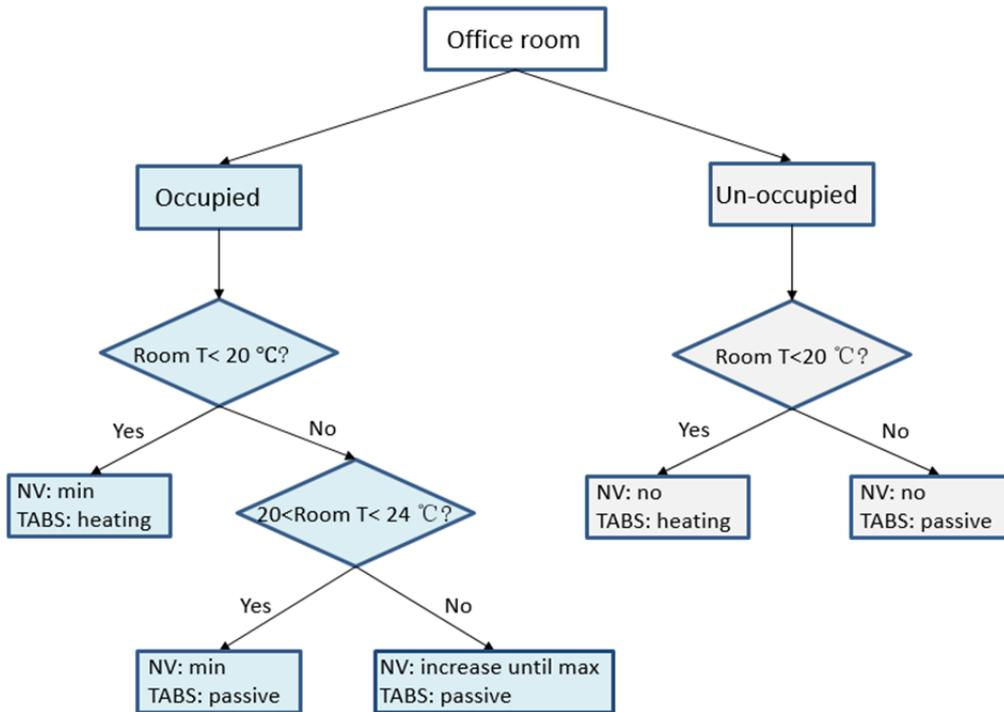 Office room
Occupied
Un-occupied
Room T< 20 °C?
Room T<20 ℃?
Yes
No
Yes
No
NV: min
TABS: heating
20<Room T< 24 ℃?
NV: no
TABS: heating
NV: no
TABS: passive
Yes
No
NV: min
TABS: passive
NV: increase until max
TABS: passive